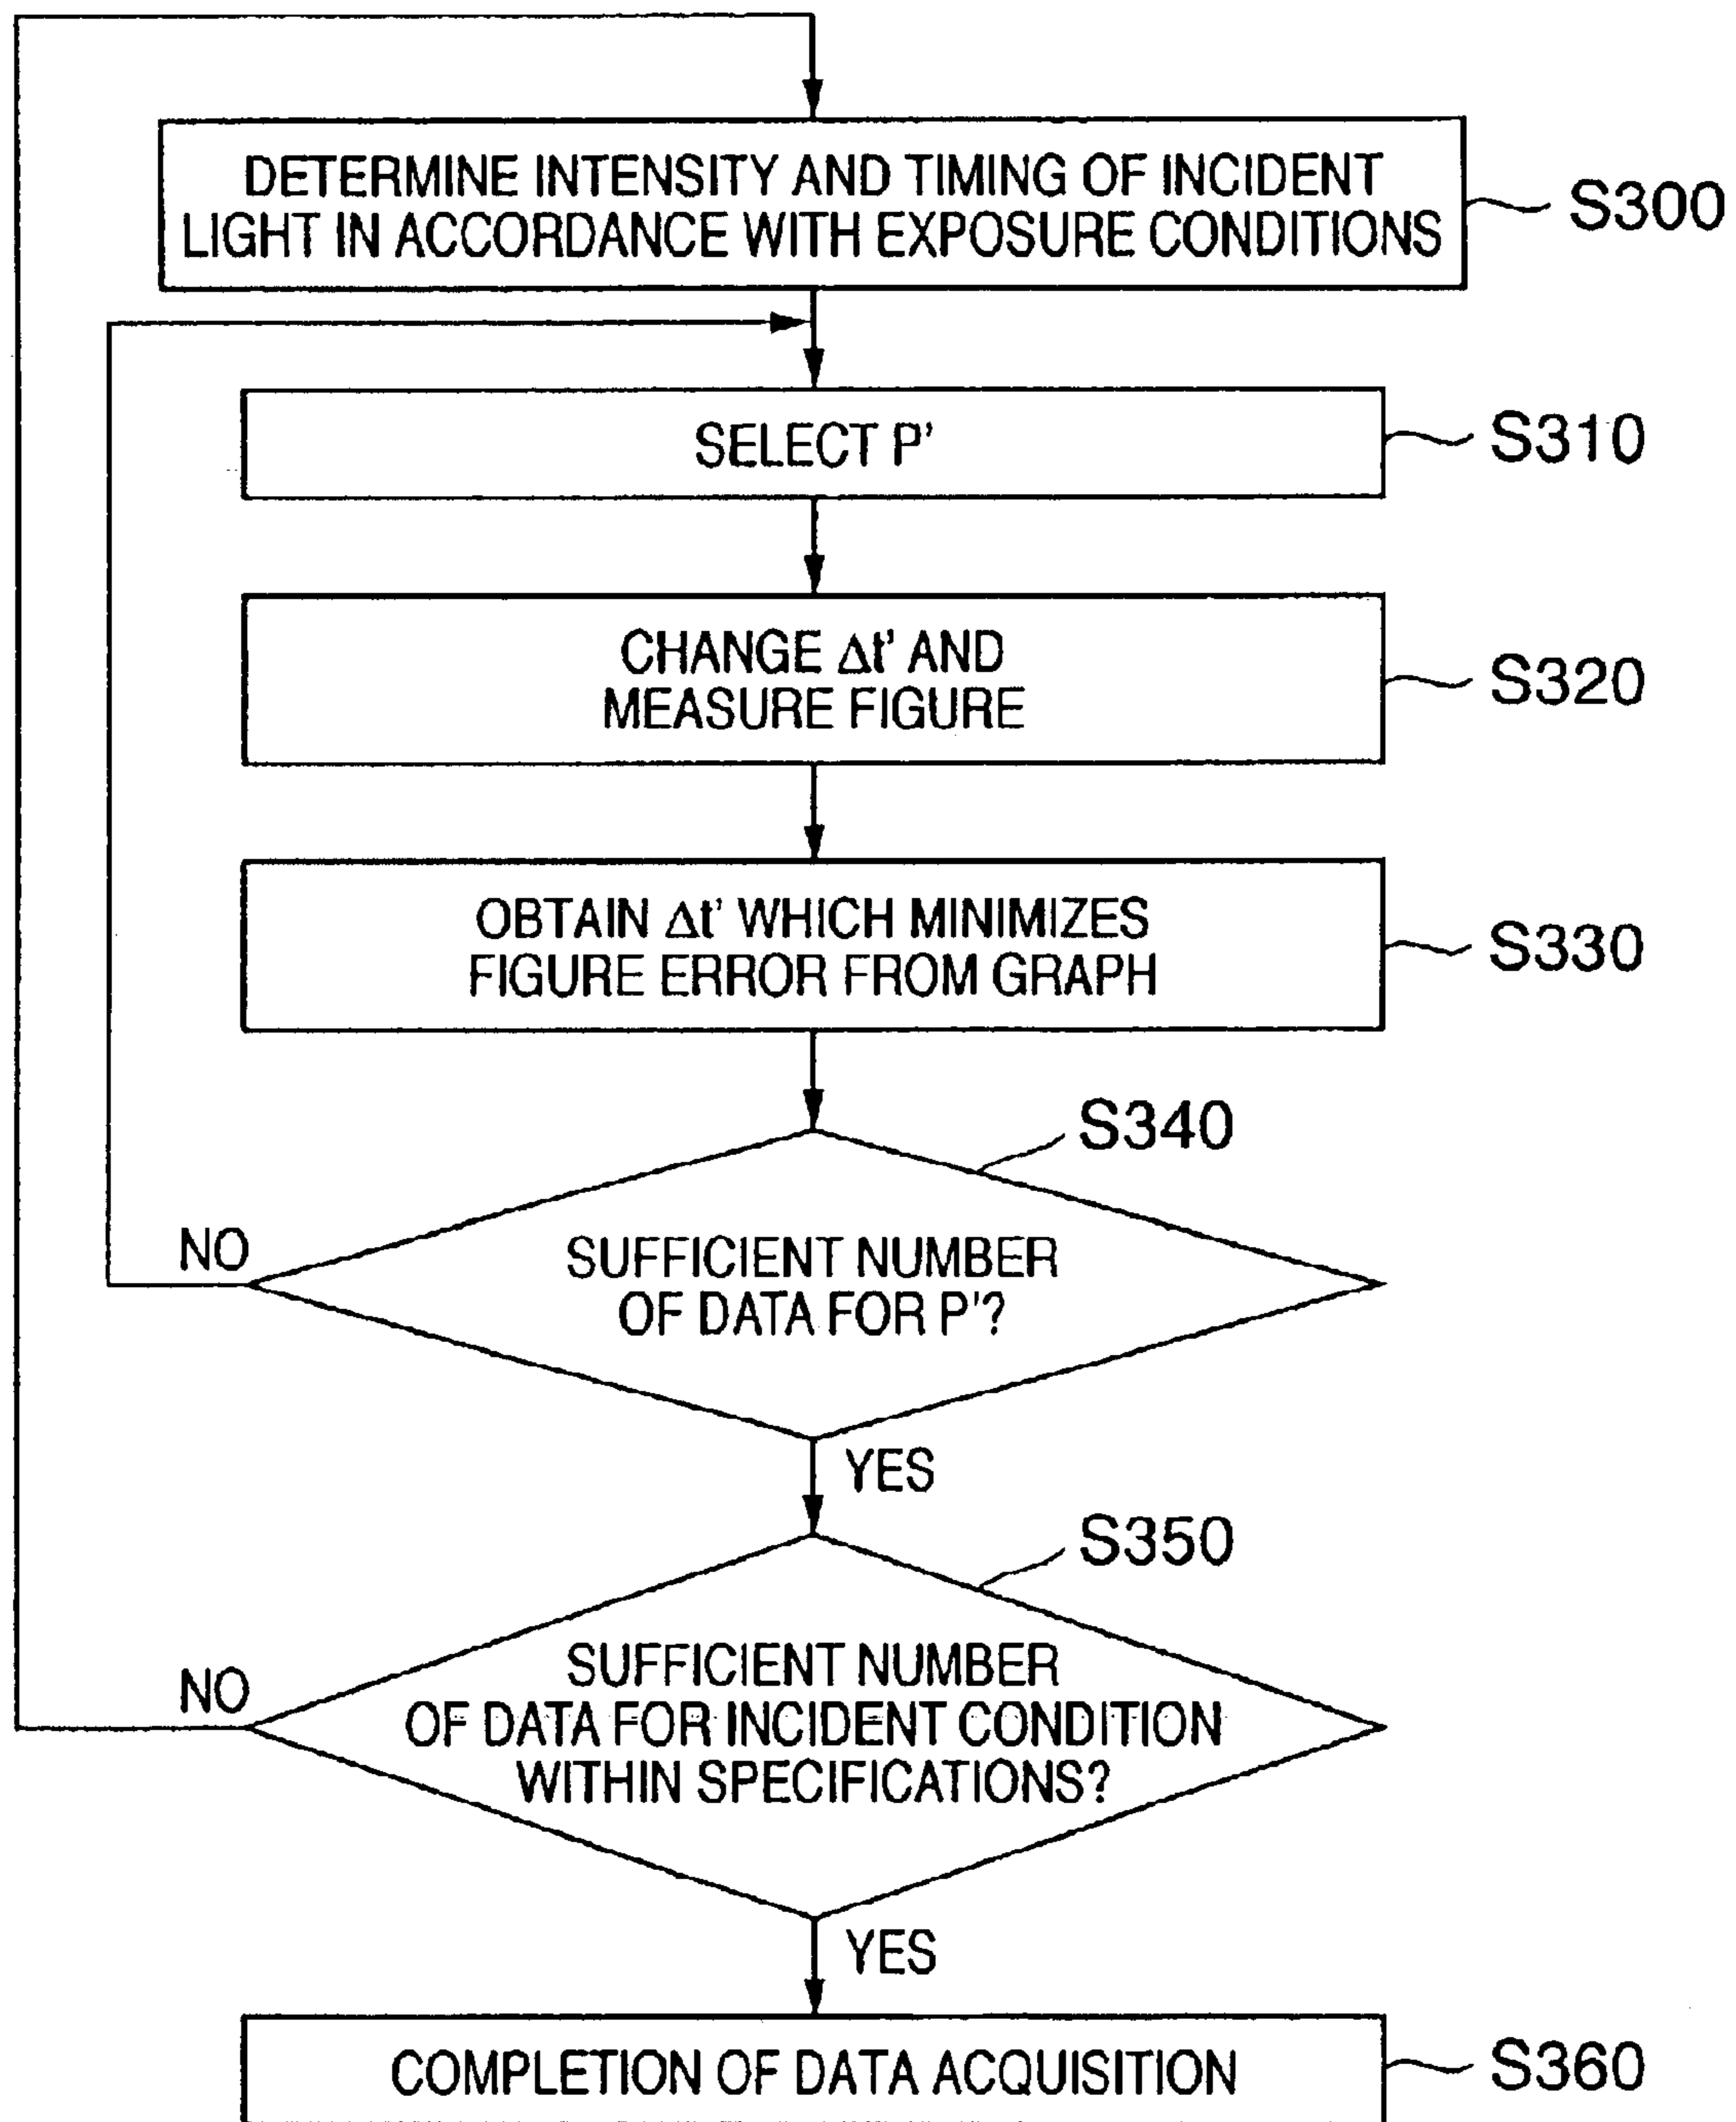 DETERMINE INTENSITY AND TIMING OF INCIDENT
LIGHT IN ACCORDANCE WITH EXPOSURE CONDITIONS
S300
SELECT P'
S310
CHANGE Δt' AND
MEASURE FIGURE
S320
OBTAIN Δt' WHICH MINIMIZES
FIGURE ERROR FROM GRAPH
S330
S340
NO
SUFFICIENT NUMBER
OF DATA FOR P'?
YES
S350
NO
SUFFICIENT NUMBER
OF DATA FOR INCIDENT CONDITION
WITHIN SPECIFICATIONS?
YES
COMPLETION OF DATA ACQUISITION
S360